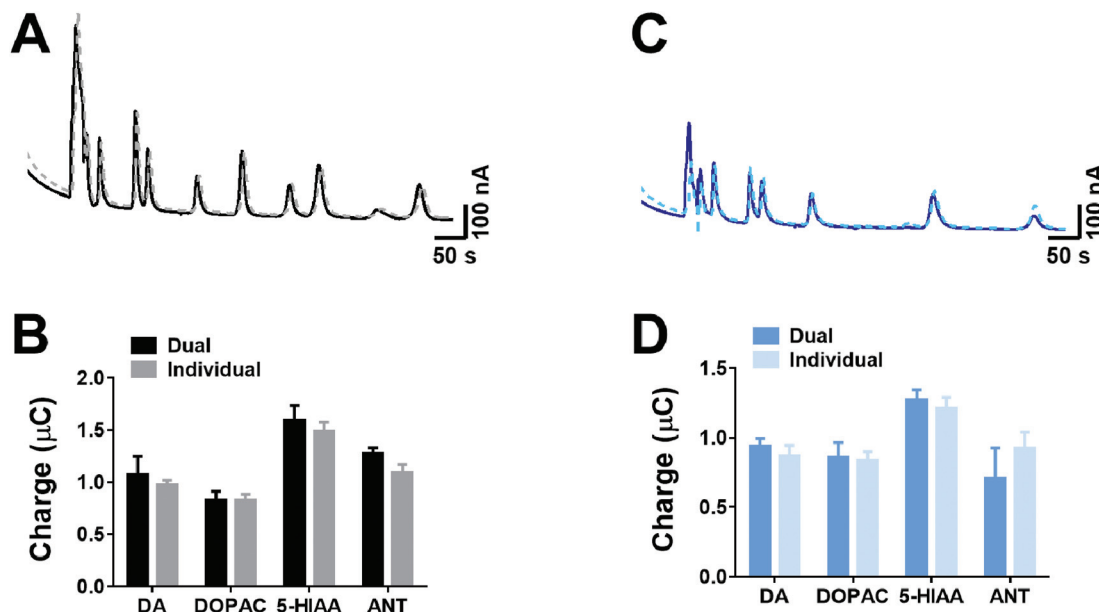 A
100 nA
50 s
C
100 nA
50 s
B
Dual
Individual
Charge (μC)
2.0
1.5
1.0
0.5
0.0
DA DOPAC 5-HIAA ANT
D
Dual
Individual
Charge (μC)
1.5
1.0
0.5
0.0
DA DOPAC 5-HIAA ANT